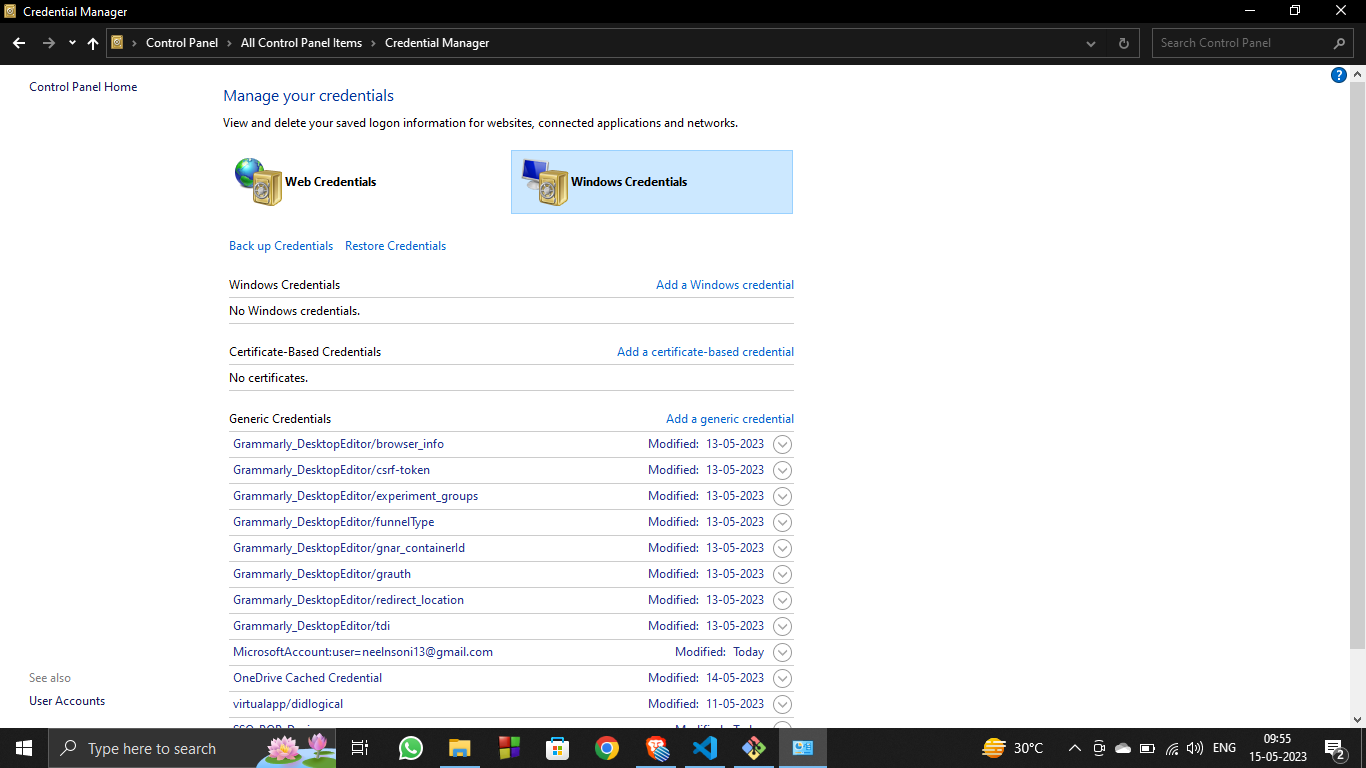 Credential Manager
Control Panel > All Control Panel Items > Credential Manager
Search Control Panel
Control Panel Home
?
Manage your credentials
View and delete your saved logon information for websites, connected applications and networks.
Web Credentials
Windows Credentials
Back up Credentials Restore Credentials
Windows Credentials Add a Windows credential
No Windows credentials.
Certificate-Based Credentials Add a certificate-based credential
No certificates.
Generic Credentials Add a generic credential
Grammarly_DesktopEditor/browser_info Modified: 13-05-2023
Grammarly_DesktopEditor/csrf-token Modified: 13-05-2023
Grammarly_DesktopEditor/experiment_groups Modified: 13-05-2023
Grammarly_DesktopEditor/funnelType Modified: 13-05-2023
Grammarly_DesktopEditor/gnar_containerId Modified: 13-05-2023
Grammarly_DesktopEditor/grauth Modified: 13-05-2023
Grammarly_DesktopEditor/redirect_location Modified: 13-05-2023
Grammarly_DesktopEditor/tdi Modified: 13-05-2023
MicrosoftAccount:user=neelnsoni13@gmail.com Modified: Today
OneDrive Cached Credential Modified: 14-05-2023
virtualapp/didlogical Modified: 11-05-2023
See also
User Accounts
Type here to search
30°C
ENG
09:55
15-05-2023
2